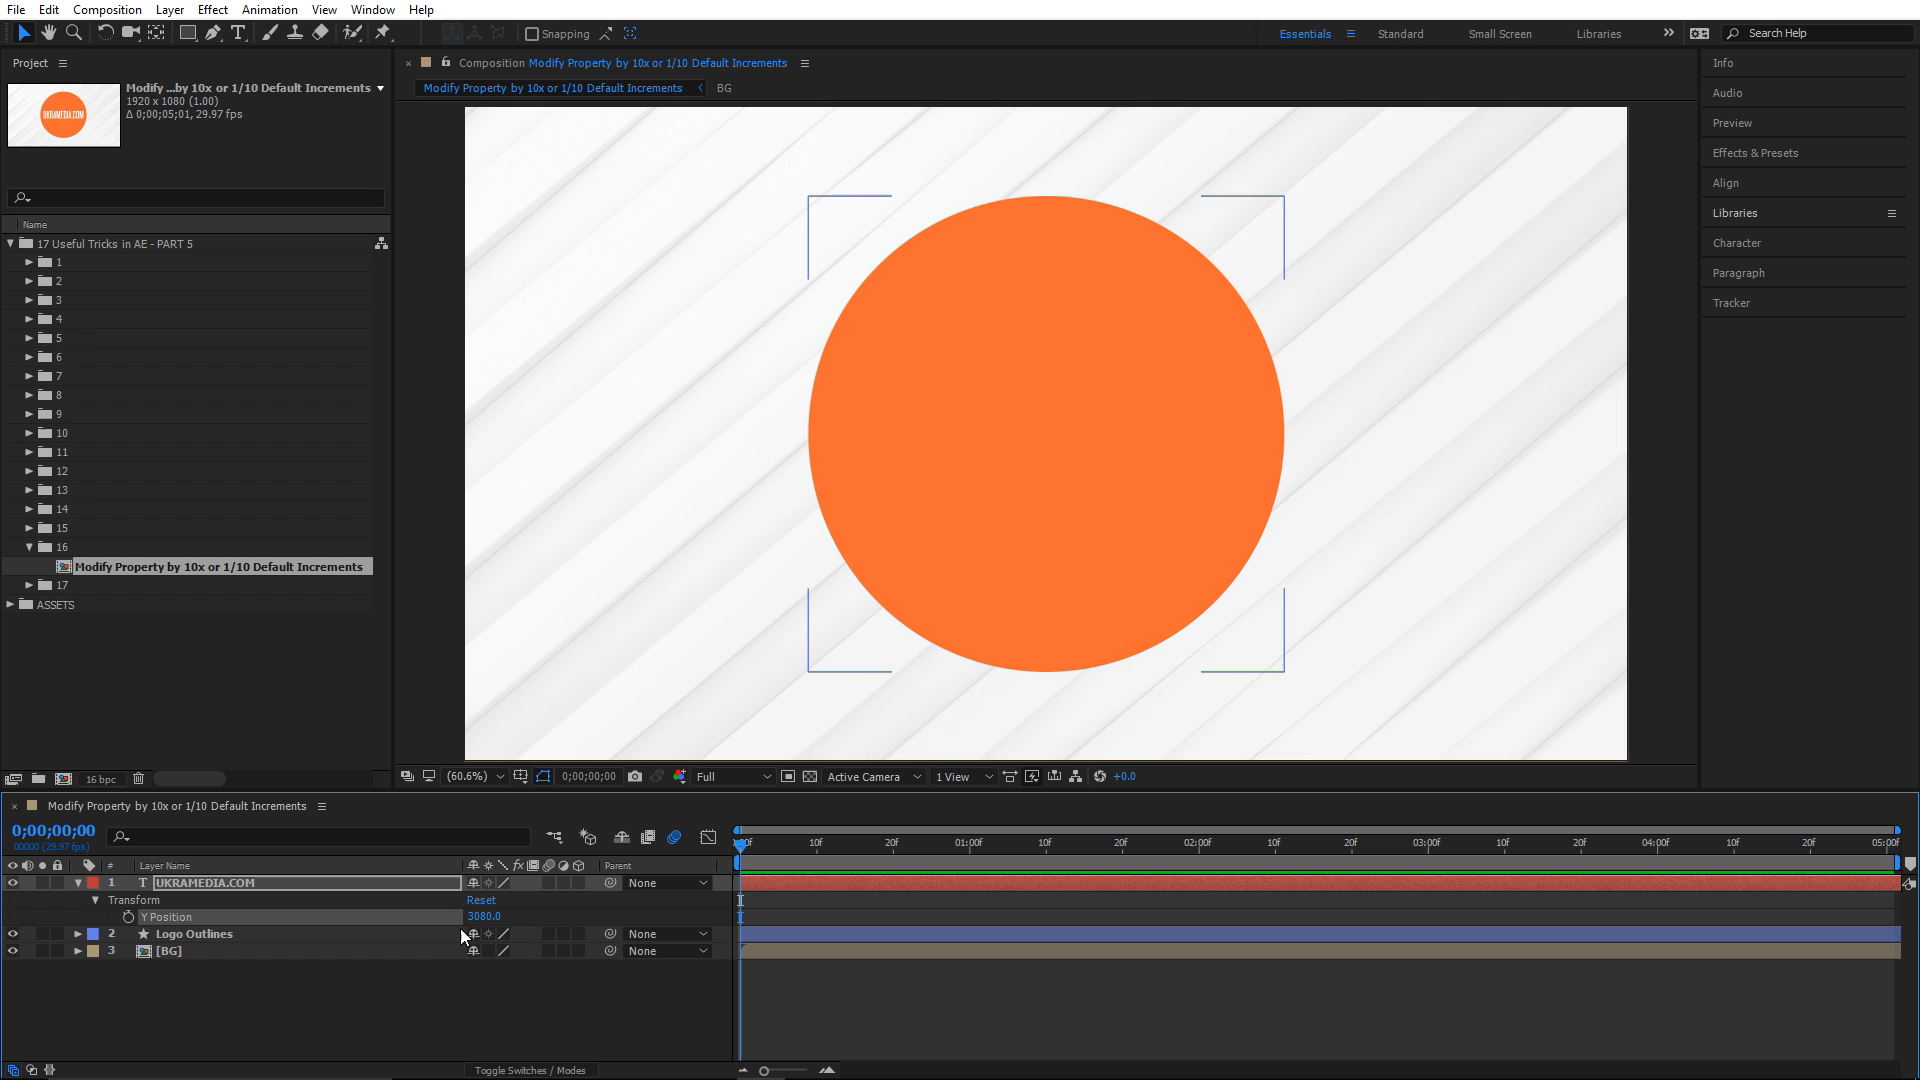 File Edit Composition Layer Effect Animation View Window Help
Snapping
Essentials Standard Small Screen Libraries Search Help
Project
Modify ...by 10x or 1/10 Default Increments
1920 x 1080 (1.00)
Δ 0;00;05;01, 29.97 fps
UKRAMEDIA.COM
Composition Modify Property by 10x or 1/10 Default Increments
Modify Property by 10x or 1/10 Default Increments BG
Info
Audio
Preview
Effects & Presets
Align
Libraries
Character
Paragraph
Tracker
Name
17 Useful Tricks in AE - PART 5
1
2
3
4
5
6
7
8
9
10
11
12
13
14
15
16
Modify Property by 10x or 1/10 Default Increments
17
ASSETS
16 bpc
(60.6%) 0;00;00;00 Full Active Camera 1 View +0.0
Modify Property by 10x or 1/10 Default Increments
0;00;00;00
00000 (29.97 fps)
10f 20f 01:00f 10f 20f 02:00f 10f 20f 03:00f 10f 20f 04:00f 10f 20f 05:00f
# Layer Name fx Parent
1 T UKRAMEDIA.COM None
Transform Reset
Y Position 3080.0
2 Logo Outlines None
3 [BG] None
Toggle Switches / Modes